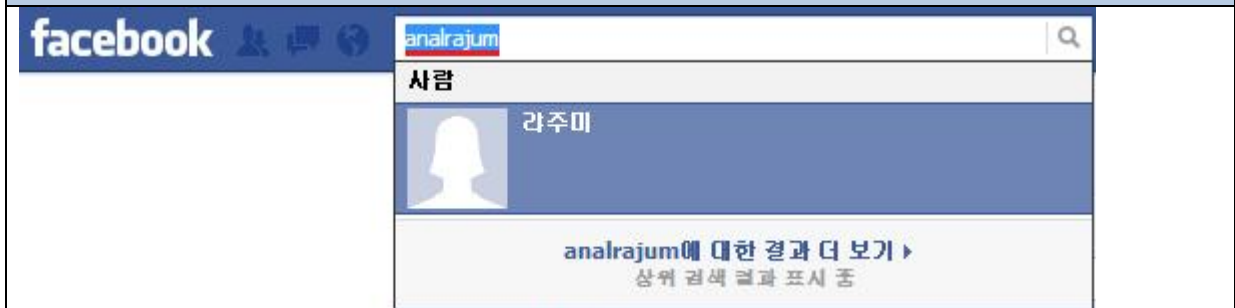 facebook
analrajum
사람
랴주미
analrajum에 대한 결과 더 보기
상위 검색 결과 표시 중